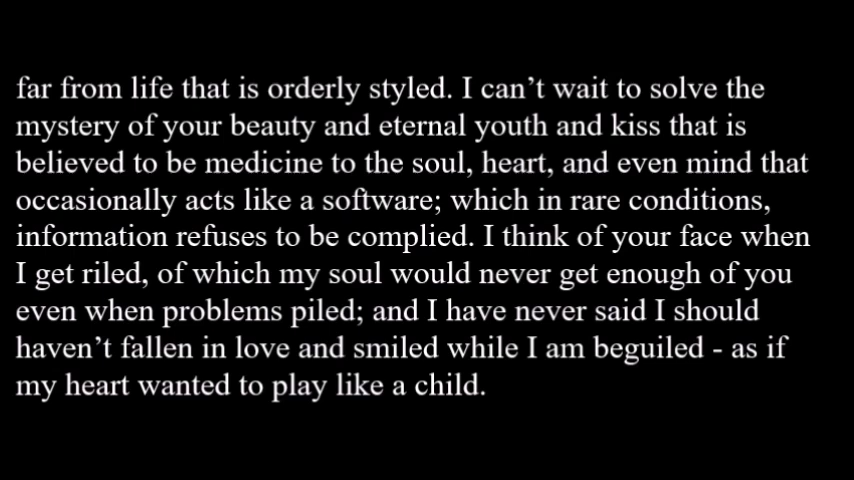 far from life that is orderly styled. I can’t wait to solve the
mystery of your beauty and eternal youth and kiss that is
believed to be medicine to the soul, heart, and even mind that
occasionally acts like a software; which in rare conditions,
information refuses to be complied. I think of your face when
I get riled, of which my soul would never get enough of you
even when problems piled; and I have never said I should
haven’t fallen in love and smiled while I am beguiled - as if
my heart wanted to play like a child.